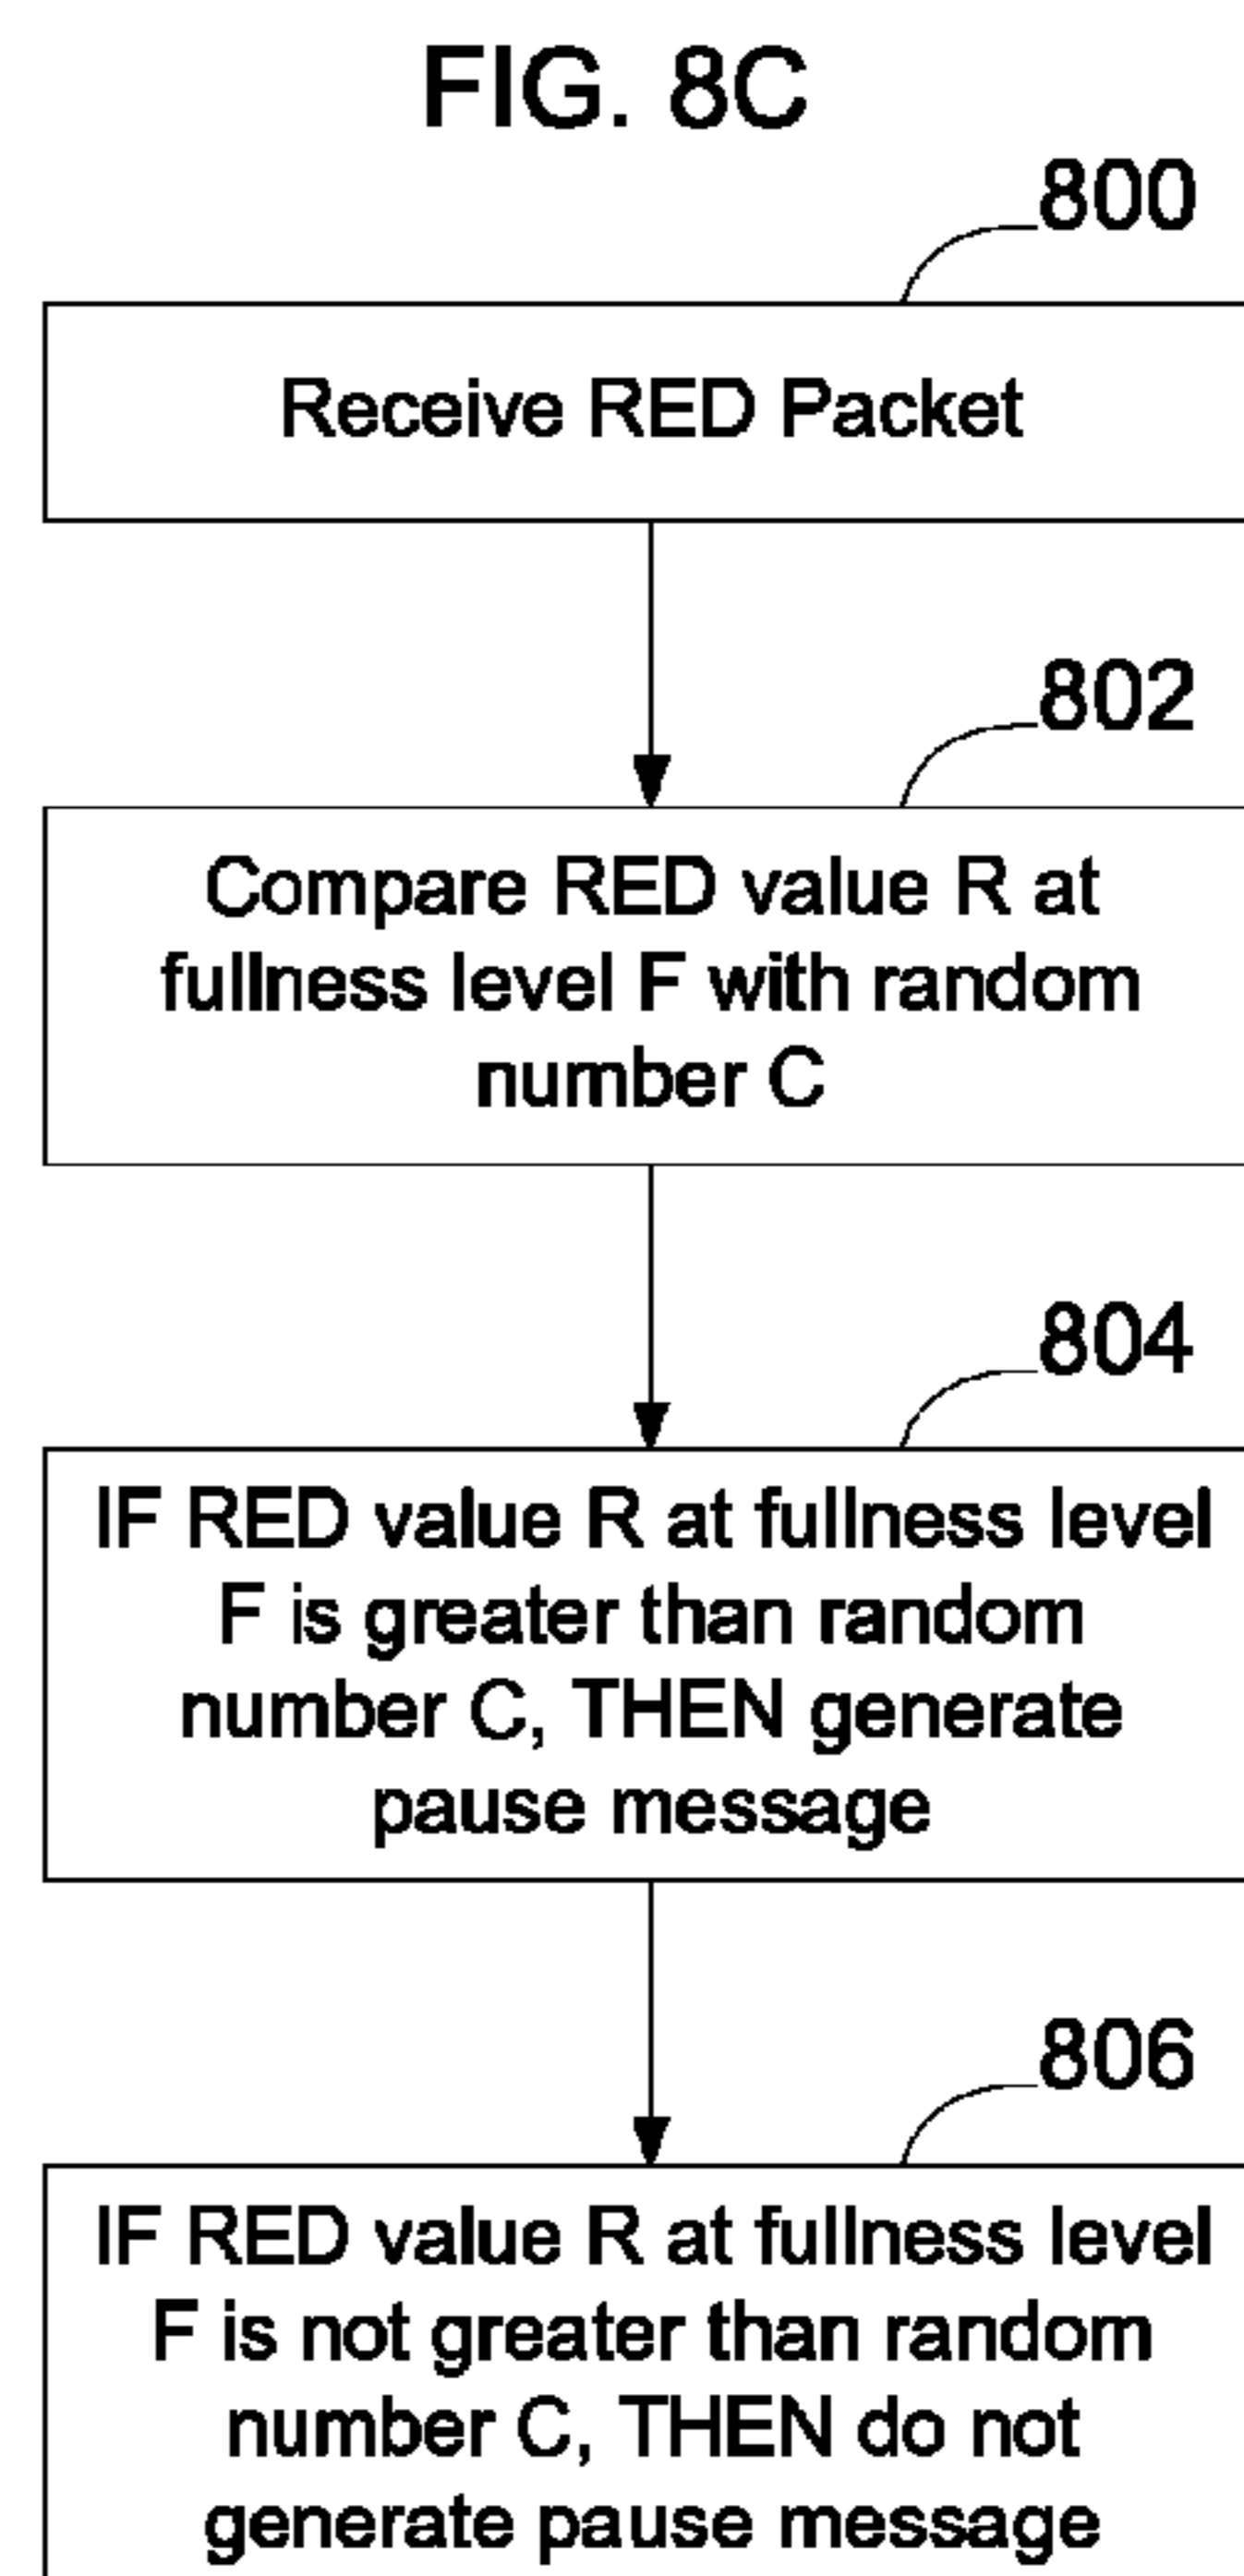 FIG. 8C
800
Receive RED Packet
802
Compare RED value R at
fullness level F with random
number C
804
IF RED value R at fullness level
F is greater than random
number C, THEN generate
pause message
806
IF RED value R at fullness level
F is not greater than random
number C, THEN do not
generate pause message